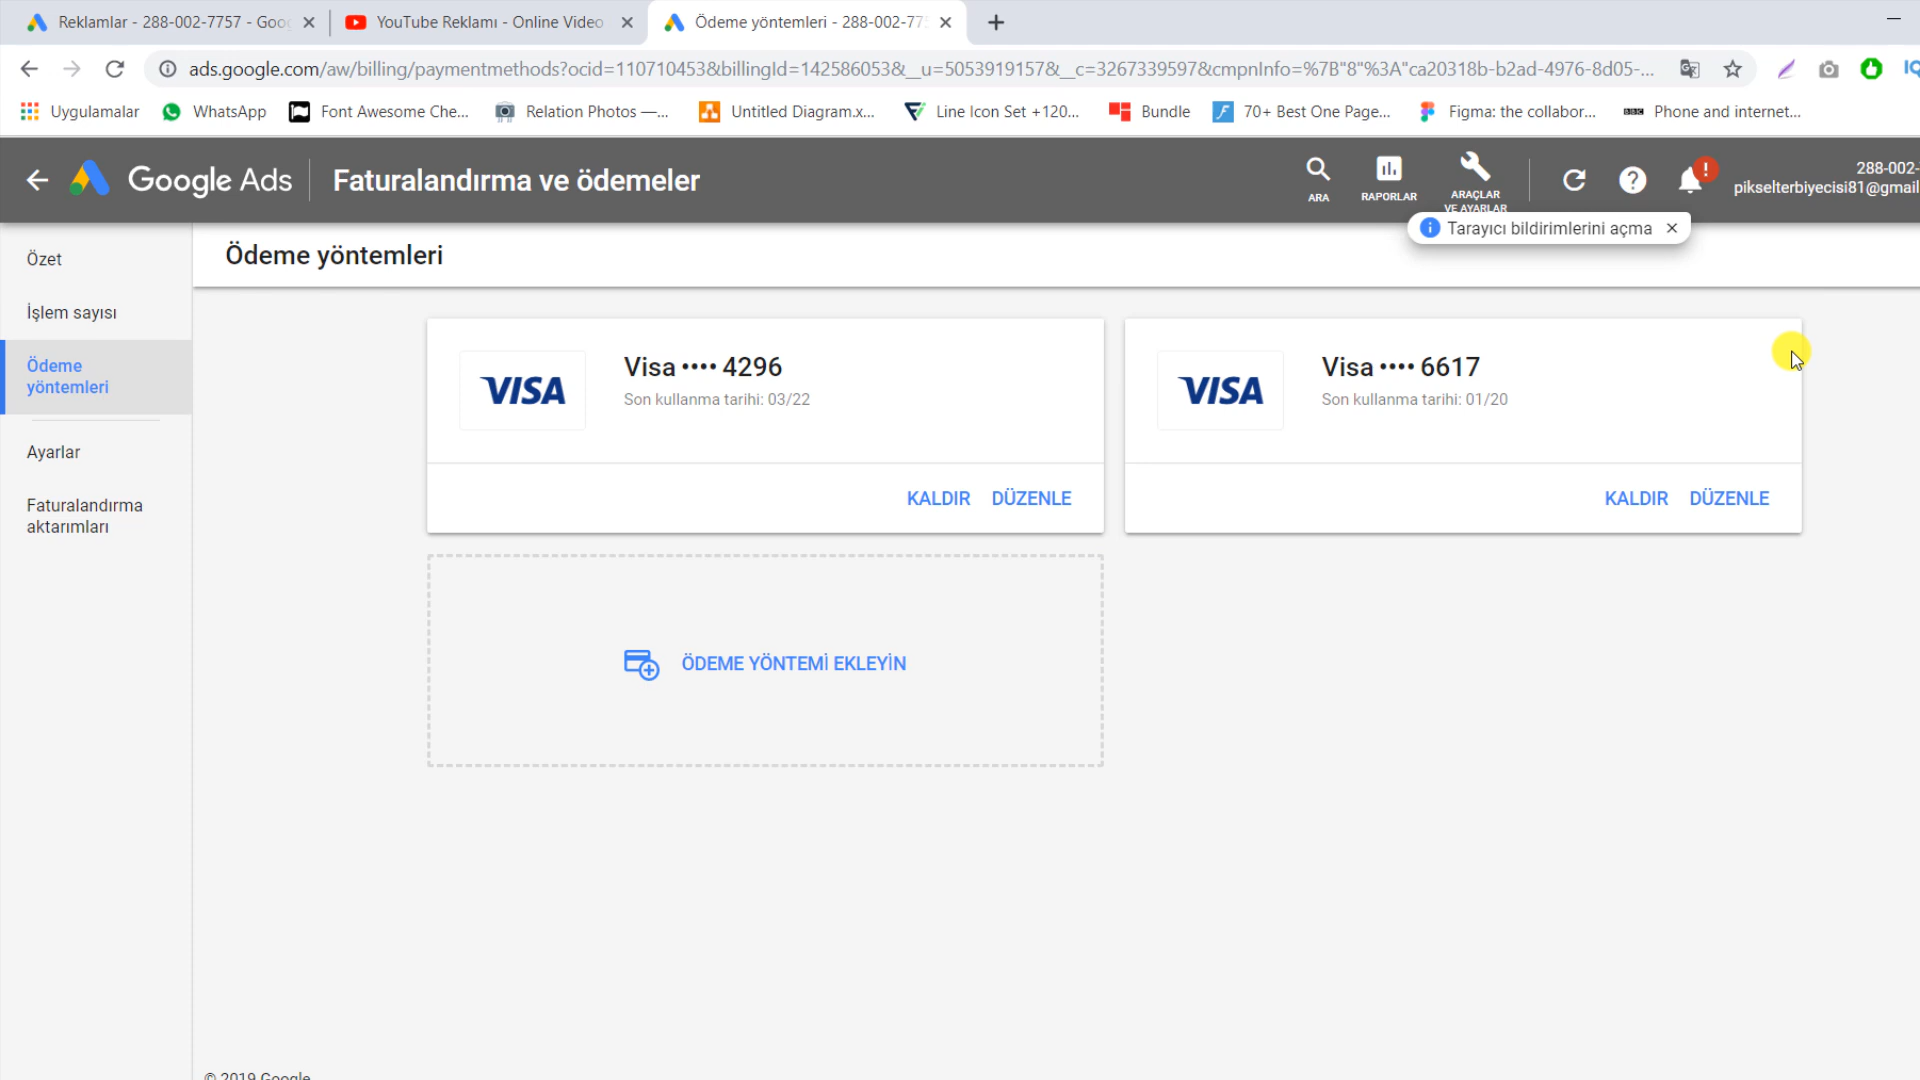 Reklamlar - 288-002-7757 - Goo
YouTube Reklamı - Online Video
Ödeme yöntemleri - 288-002-77
ads.google.com/aw/billing/paymentmethods?ocid=110710453&billingId=142586053&__u=5053919157&__c=3267339597&cmpnInfo=%7B"8"%3A"ca20318b-b2ad-4976-8d05-...
Uygulamalar
WhatsApp
Font Awesome Che...
Relation Photos —...
Untitled Diagram.x...
Line Icon Set +120...
Bundle
70+ Best One Page...
Figma: the collabor...
BBC
Phone and internet...
Google Ads
Faturalandırma ve ödemeler
ARA
RAPORLAR
ARAÇLAR
VE AYARLAR
288-002-
pikselterbiyecisi81@gmail
Tarayıcı bildirimlerini açma
Özet
İşlem sayısı
Ödeme
yöntemleri
Ayarlar
Faturalandırma
aktarımları
Ödeme yöntemleri
VISA
Visa •••• 4296
Son kullanma tarihi: 03/22
KALDIR DÜZENLE
VISA
Visa •••• 6617
Son kullanma tarihi: 01/20
KALDIR DÜZENLE
ÖDEME YÖNTEMİ EKLEYİN
© 2019 Google